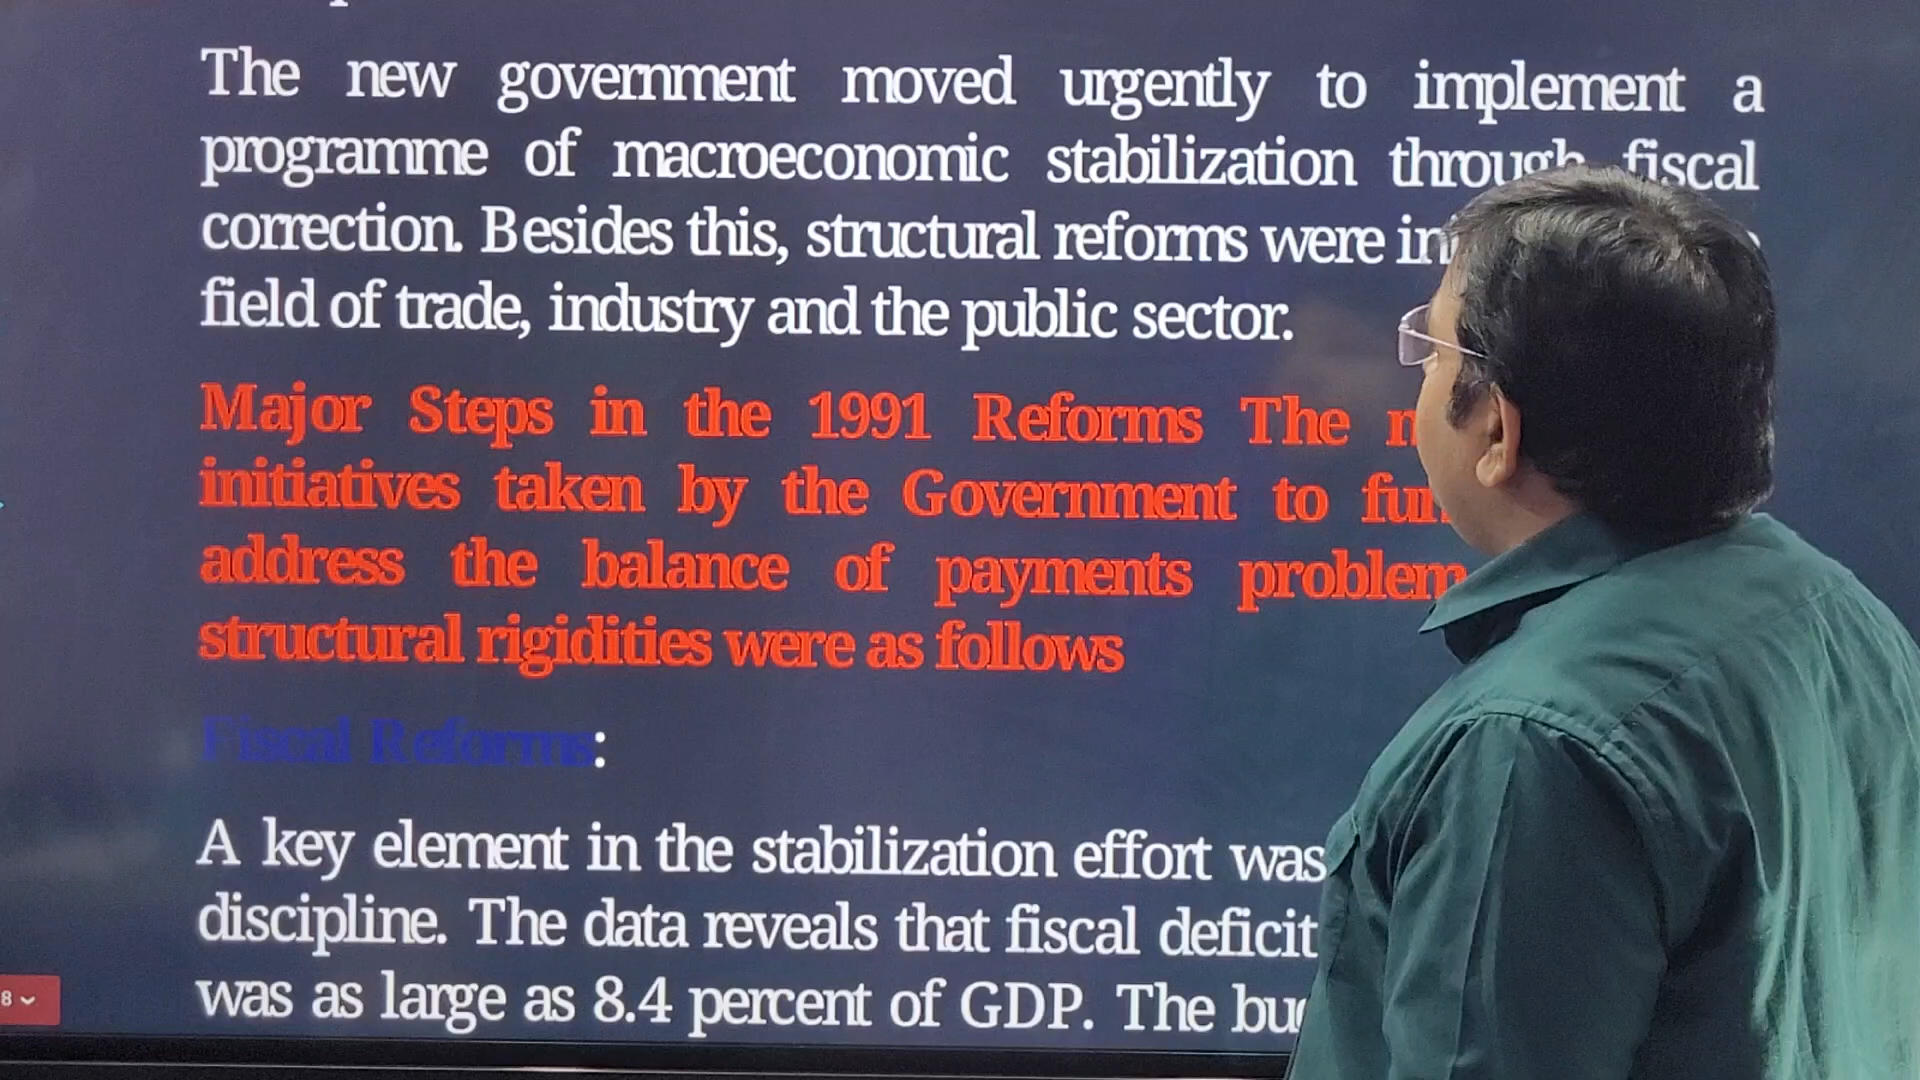 The new government moved urgently to implement a
programme of macroeconomic stabilization through fiscal
correction. Besides this, structural reforms were
field of trade, industry and the public sector.
Major Steps in the 1991 Reforms The
initiatives taken by the Government to
address the balance of payments problem
structural rigidities were as follows
Fiscal Reforms:
A key element in the stabilization effort was
discipline. The data reveals that fiscal deficit
was as large as 8.4 percent of GDP. The
8